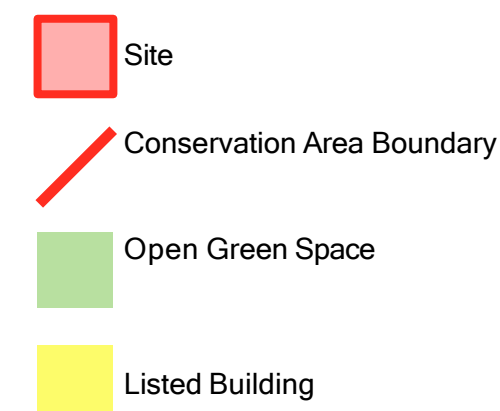 Site
Conservation Area Boundary
Open Green Space
Listed Building